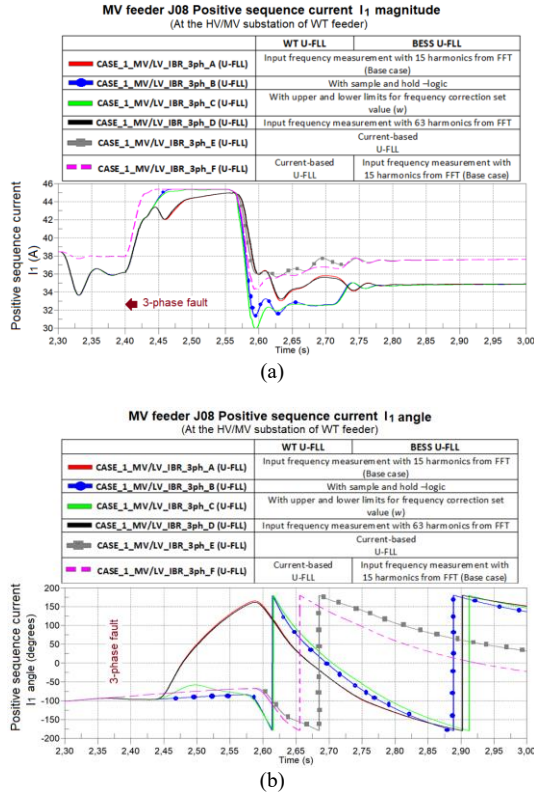 MV feeder J08 Positive sequence current I1 magnitude
(At the HV/MV substation of WT feeder)
WT U-FLL BESS U-FLL
CASE_1_MV/LV_IBR_3ph_A (U-FLL) Input frequency measurement with 15 harmonics from FFT
(Base case)
CASE_1_MV/LV_IBR_3ph_B (U-FLL) With sample and hold –logic
CASE_1_MV/LV_IBR_3ph_C (U-FLL) With upper and lower limits for frequency correction set
value (w)
CASE_1_MV/LV_IBR_3ph_D (U-FLL) Input frequency measurement with 63 harmonics from FFT
CASE_1_MV/LV_IBR_3ph_E (U-FLL) Current-based
U-FLL
CASE_1_MV/LV_IBR_3ph_F (U-FLL) Current-based Input frequency measurement with
U-FLL 15 harmonics from FFT (Base case)
Positive sequence current
I1 (A)
46
44
42
40
38
36
34
32
30
3-phase fault
2,30 2,35 2,40 2,45 2,50 2,55 2,60 2,65 2,70 2,75 2,80 2,85 2,90 2,95 3,00
Time (s)
(a)
MV feeder J08 Positive sequence current I1 angle
(At the HV/MV substation of WT feeder)
WT U-FLL BESS U-FLL
CASE_1_MV/LV_IBR_3ph_A (U-FLL) Input frequency measurement with 15 harmonics from FFT
(Base case)
CASE_1_MV/LV_IBR_3ph_B (U-FLL) With sample and hold –logic
CASE_1_MV/LV_IBR_3ph_C (U-FLL) With upper and lower limits for frequency correction set
value (w)
CASE_1_MV/LV_IBR_3ph_D (U-FLL) Input frequency measurement with 63 harmonics from FFT
CASE_1_MV/LV_IBR_3ph_E (U-FLL) Current-based
U-FLL
CASE_1_MV/LV_IBR_3ph_F (U-FLL) Current-based Input frequency measurement with
U-FLL 15 harmonics from FFT (Base case)
Positive sequence current
I1 angle (degrees)
200
150
100
50
0
-50
-100
-150
-200
3-phase fault
2,30 2,35 2,40 2,45 2,50 2,55 2,60 2,65 2,70 2,75 2,80 2,85 2,90 2,95 3,00
Time (s)
(b)